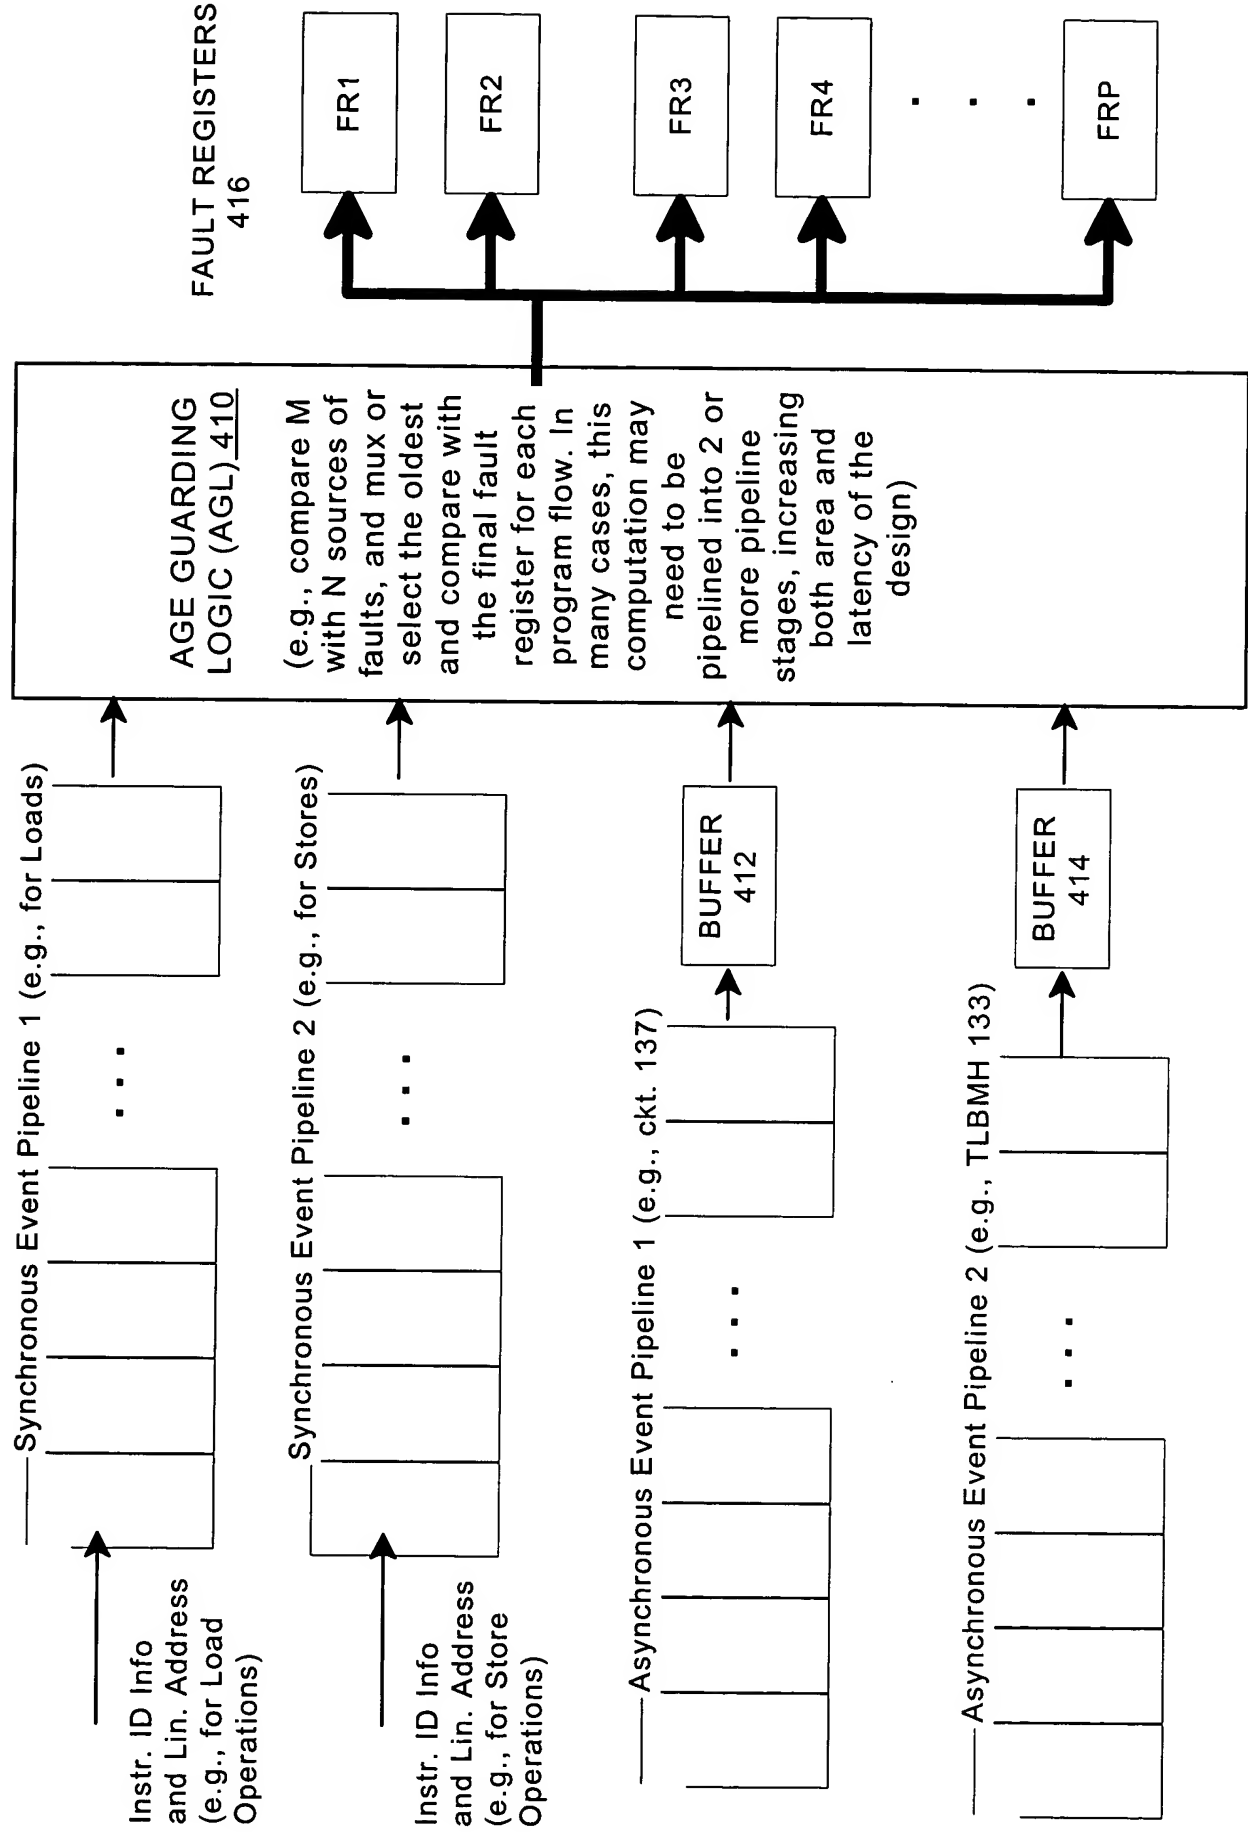 Instr. ID Info
and Lin. Address
(e.g., for Load
Operations)
Synchronous Event Pipeline 1 (e.g., for Loads)
Instr. ID Info
and Lin. Address
(e.g., for Store
Operations)
Synchronous Event Pipeline 2 (e.g., for Stores)
Asynchronous Event Pipeline 1 (e.g., ckt. 137)
BUFFER
412
Asynchronous Event Pipeline 2 (e.g., TLBMH 133)
BUFFER
414
AGE GUARDING
LOGIC (AGL) 410
(e.g., compare M
with N sources of
faults, and mux or
select the oldest
and compare with
the final fault
register for each
program flow. In
many cases, this
computation may
need to be
pipelined into 2 or
more pipeline
stages, increasing
both area and
latency of the
design)
FAULT REGISTERS
416
FR1
FR2
FR3
FR4
FRP